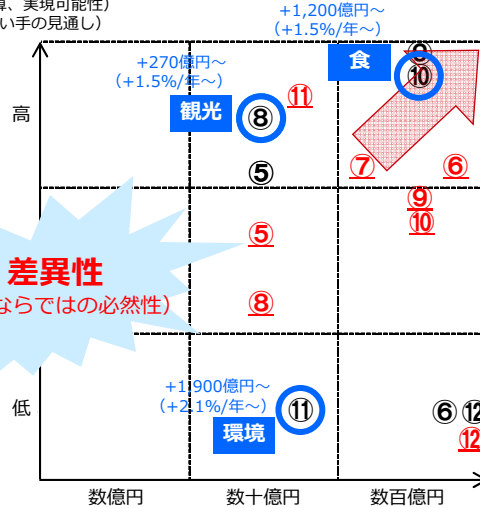 算、実現可能性）
い手の見通し）
+1,200億円～
（+1.5%/年～）
+270億円～
（+1.5%/年～）
食
⑨
⑩
観光
⑧
⑪
高
⑤
⑦
⑥
⑨
⑩
⑤
差異性
ならではの必然性）
⑧
+1,900億円～
（+2.1%/年～）
⑪
環境
低
⑥
⑫
⑫
数億円
数十億円
数百億円